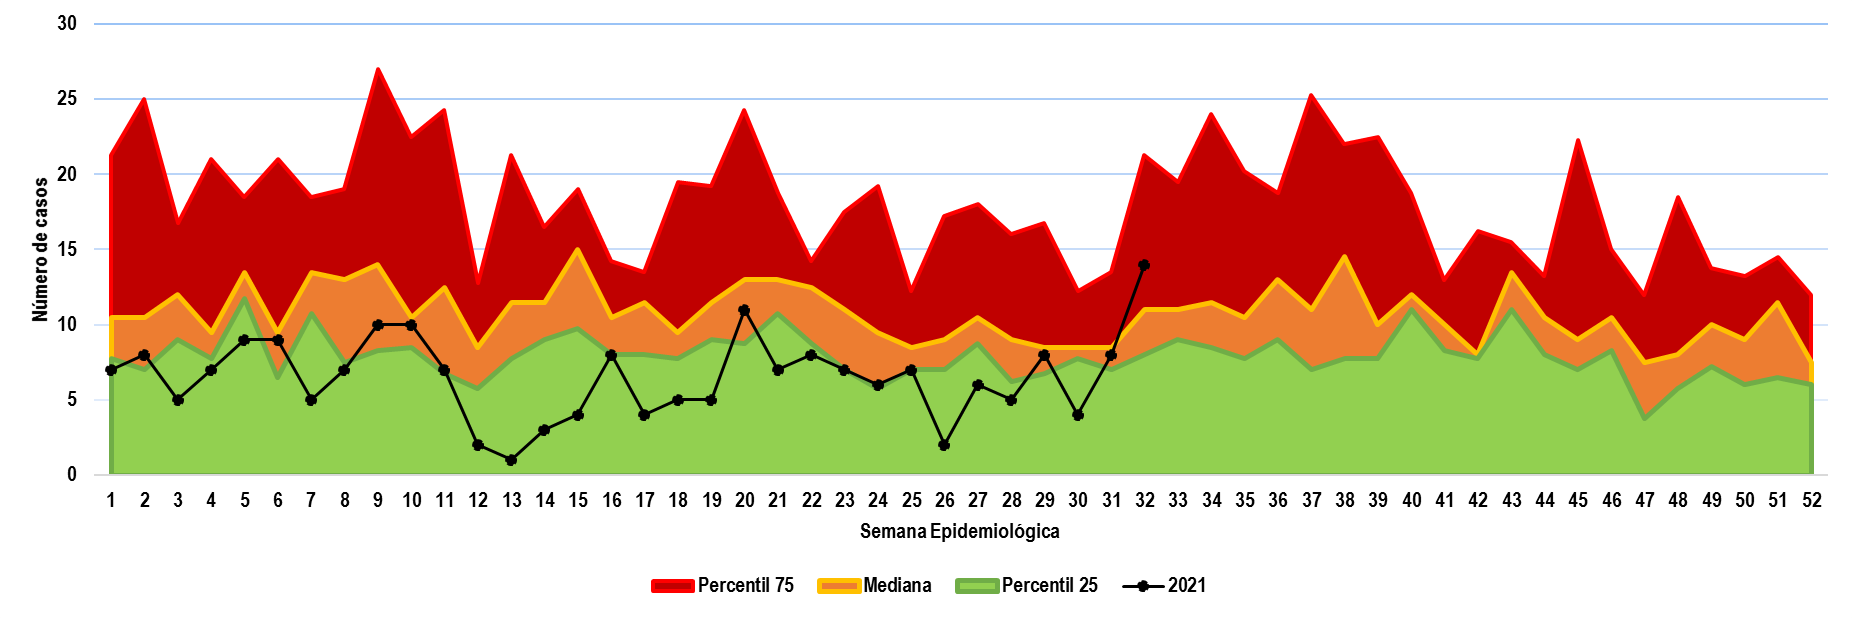 30
25
20
15
10
5
0
Número de casos
1 2 3 4 5 6 7 8 9 10 11 12 13 14 15 16 17 18 19 20 21 22 23 24 25 26 27 28 29 30 31 32 33 34 35 36 37 38 39 40 41 42 43 44 45 46 47 48 49 50 51 52
Semana Epidemiológica
Percentil 75 Mediana Percentil 25 2021